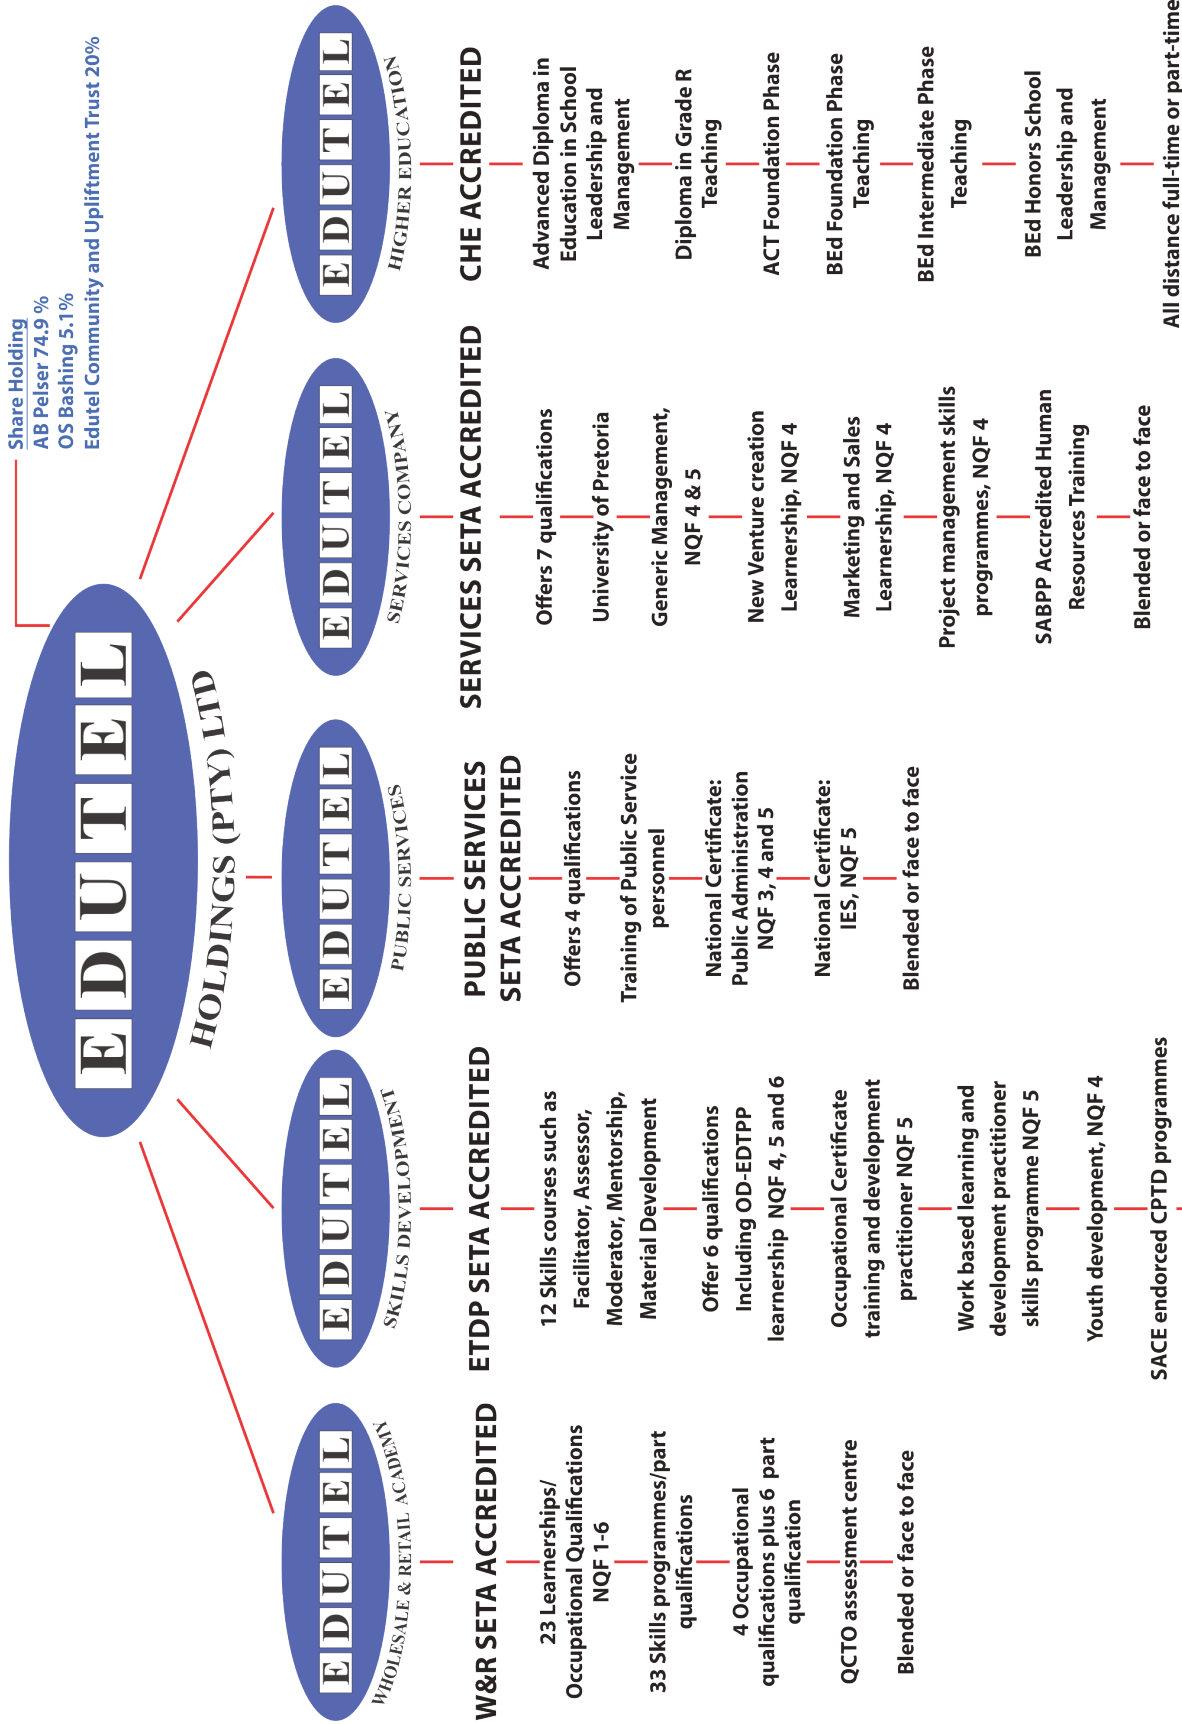 Share Holding
AB Pelser 74.9 %
OS Bashing 5.1%
Edutel Community and Upliftment Trust 20%
EDUTEL
HOLDINGS (PTY) LTD
EDUTEL
WHOLESALE & RETAIL ACADEMY
W&R SETA ACCREDITED
23 Learnerships/
Occupational Qualifications
NQF 1-6
33 Skills programmes/part
qualifications
4 Occupational
qualifications plus 6 part
qualification
QCTO assessment centre
Blended or face to face
EDUTEL
SKILLS DEVELOPMENT
ETDP SETA ACCREDITED
12 Skills courses such as
Facilitator, Assessor,
Moderator, Mentorship,
Material Development
Offer 6 qualifications
Including OD-EDTPP
learnership NQF 4, 5 and 6
Occupational Certificate
training and development
practitioner NQF 5
Work based learning and
development practitioner
skills programme NQF 5
Youth development, NQF 4
SACE endorced CPTD programmes
EDUTEL
PUBLIC SERVICES
PUBLIC SERVICES
SETA ACCREDITED
Offers 4 qualifications
Training of Public Service
personnel
National Certificate:
Public Administration
NQF 3, 4 and 5
National Certificate:
IES, NQF 5
Blended or face to face
EDUTEL
SERVICES COMPANY
SERVICES SETA ACCREDITED
Offers 7 qualifications
University of Pretoria
Generic Management,
NQF 4 & 5
New Venture creation
Learnership, NQF 4
Marketing and Sales
Learnership, NQF 4
Project management skills
programmes, NQF 4
SABPP Accredited Human
Resources Training
Blended or face to face
EDUTEL
HIGHER EDUCATION
CHE ACCREDITED
Advanced Diploma in
Education in School
Leadership and
Management
Diploma in Grade R
Teaching
ACT Foundation Phase
BEd Foundation Phase
Teaching
BEd Intermediate Phase
Teaching
BEd Honors School
Leadership and
Management
All distance full-time or part-time